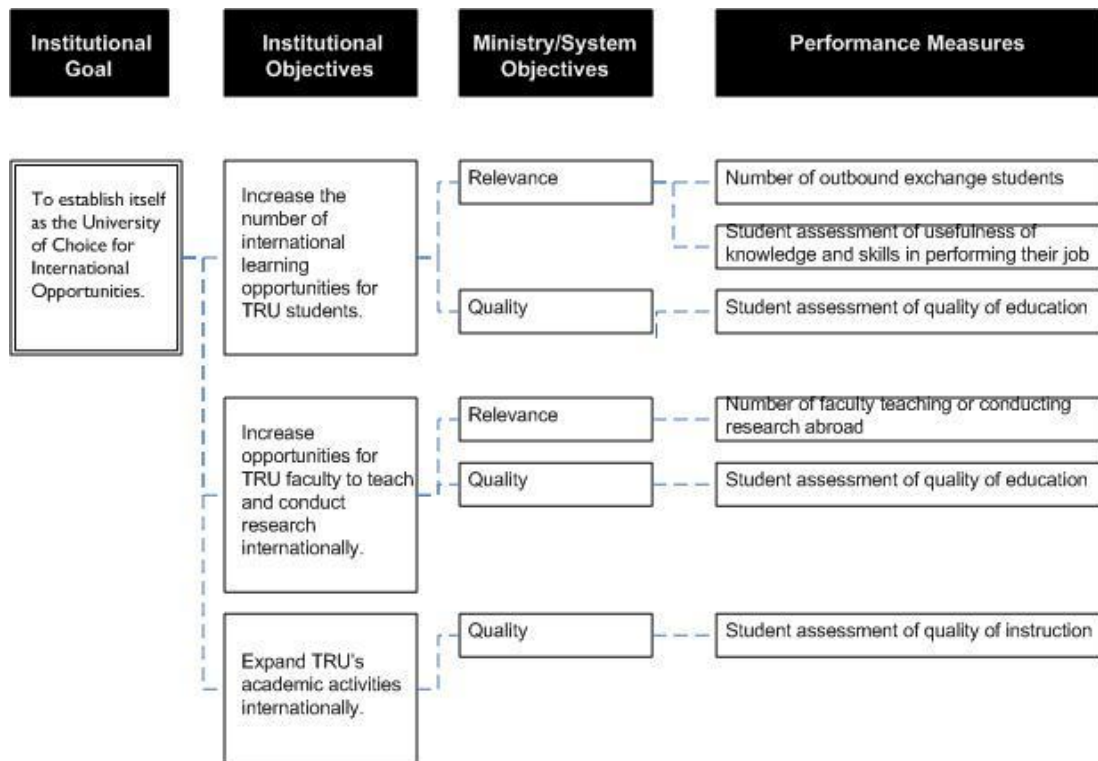 Institutional
Goal
Institutional
Objectives
Ministry/System
Objectives
Performance Measures
To establish itself
as the University
of Choice for
International
Opportunities.
Increase the
number of
international
learning
opportunities for
TRU students.
Relevance
Number of outbound exchange students
Student assessment of usefulness of
knowledge and skills in performing their job
Quality
Student assessment of quality of education
Increase
opportunities for
TRU faculty to teach
and conduct
research
internationally.
Relevance
Number of faculty teaching or conducting
research abroad
Quality
Student assessment of quality of education
Expand TRU's
academic activities
internationally.
Quality
Student assessment of quality of instruction